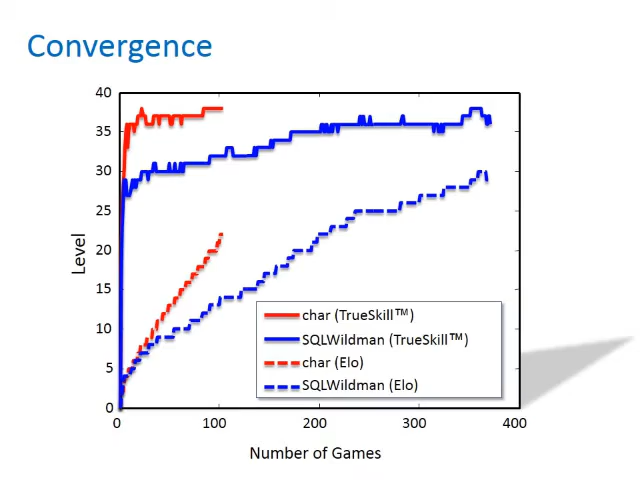 Convergence
40
35
30
25
20
15
10
5
0
Level
0 100 200 300 400
Number of Games
char (TrueSkill™)
SQLWildman (TrueSkill™)
char (Elo)
SQLWildman (Elo)